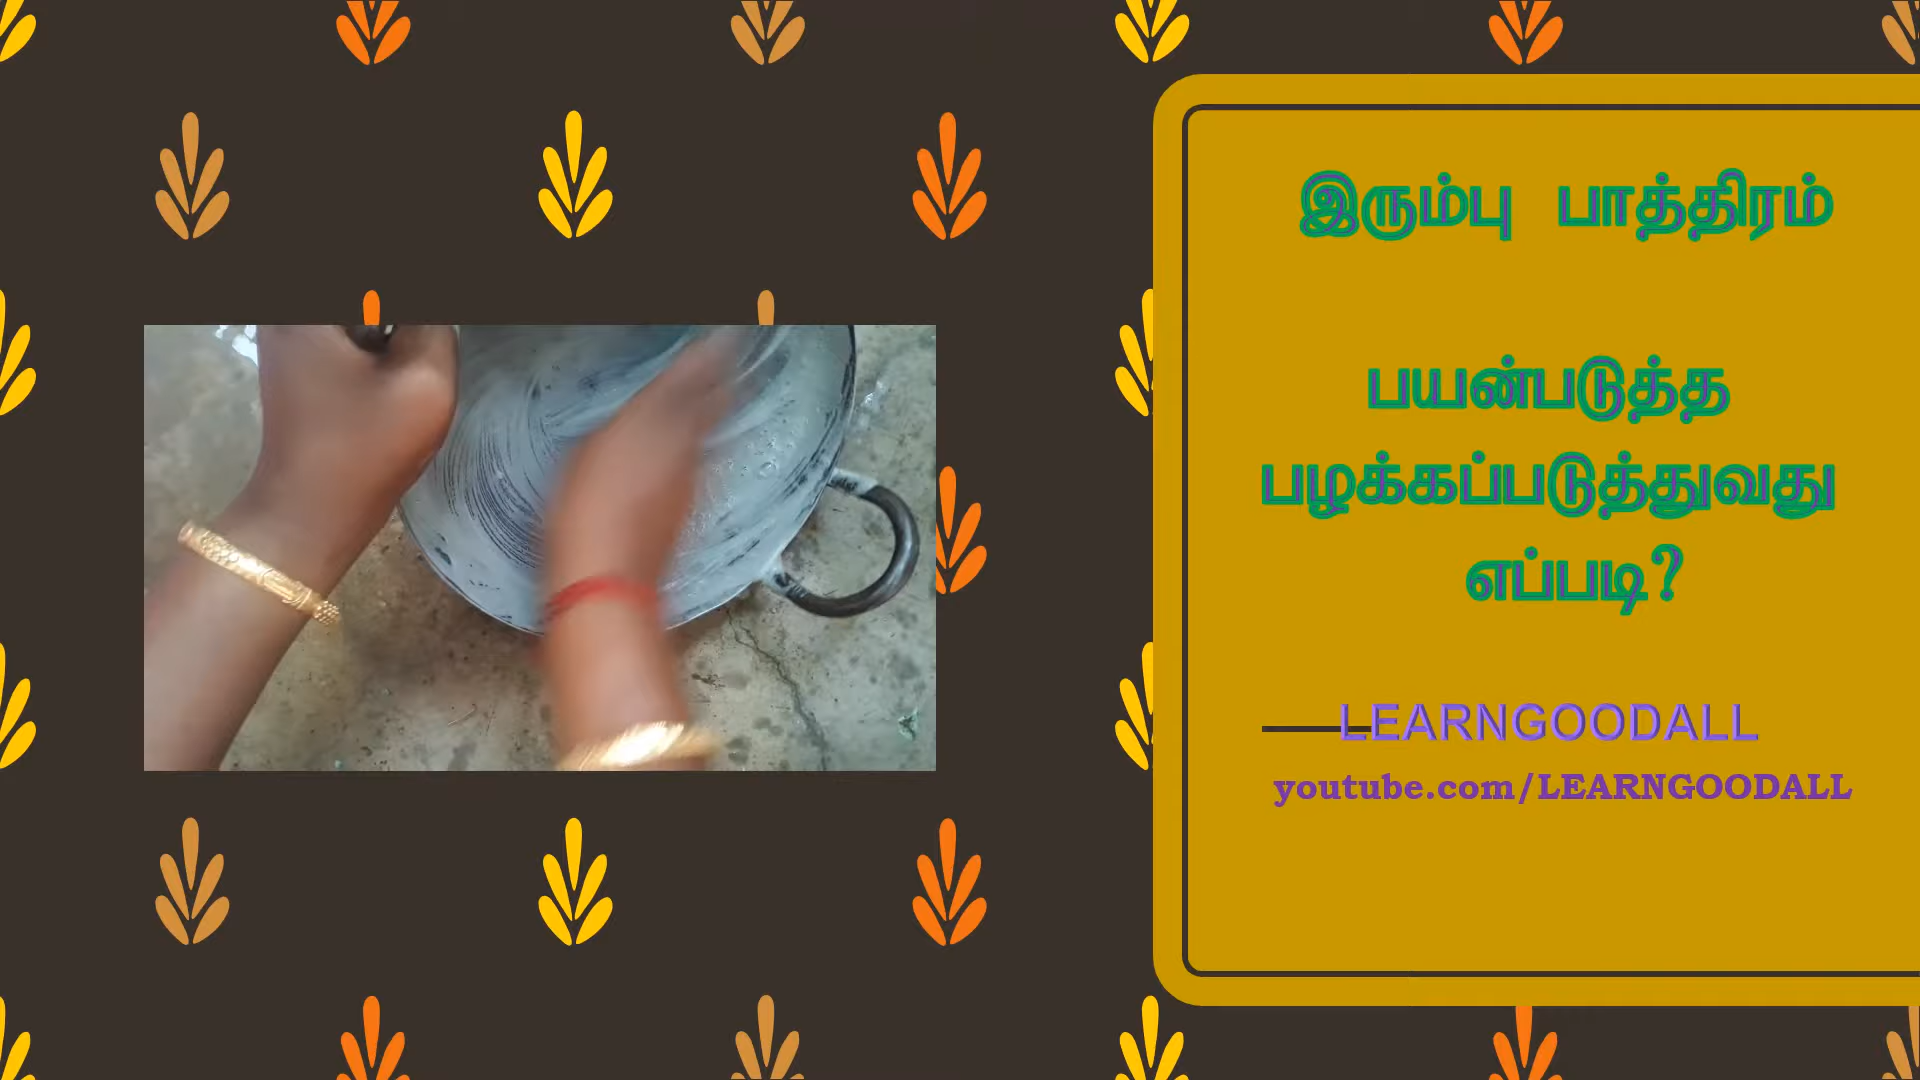 இரும்பு பாத்திரம்
பயன்படுத்த
பழக்கப்படுத்துவது
எப்படி?
LEARNGOODALL
youtube.com/LEARNGOODALL